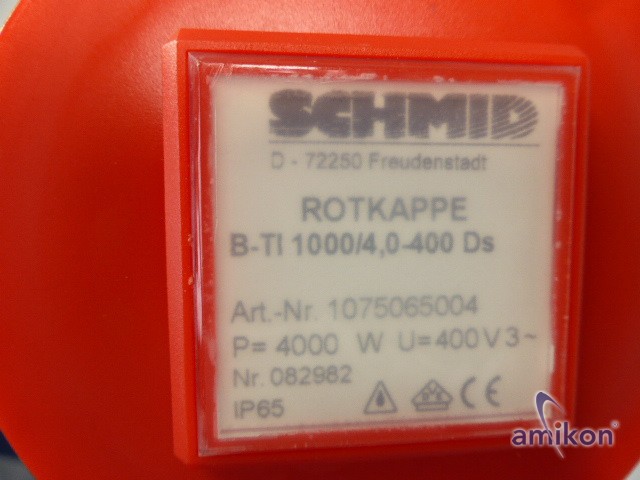 SCHMID
D - 72250 Freudenstadt
ROTKAPPE
B-TI 1000/4,0-400 Ds
Art.-Nr. 1075065004
P= 4000 W U=400V3~
Nr. 082982
IP65 CE
amikon